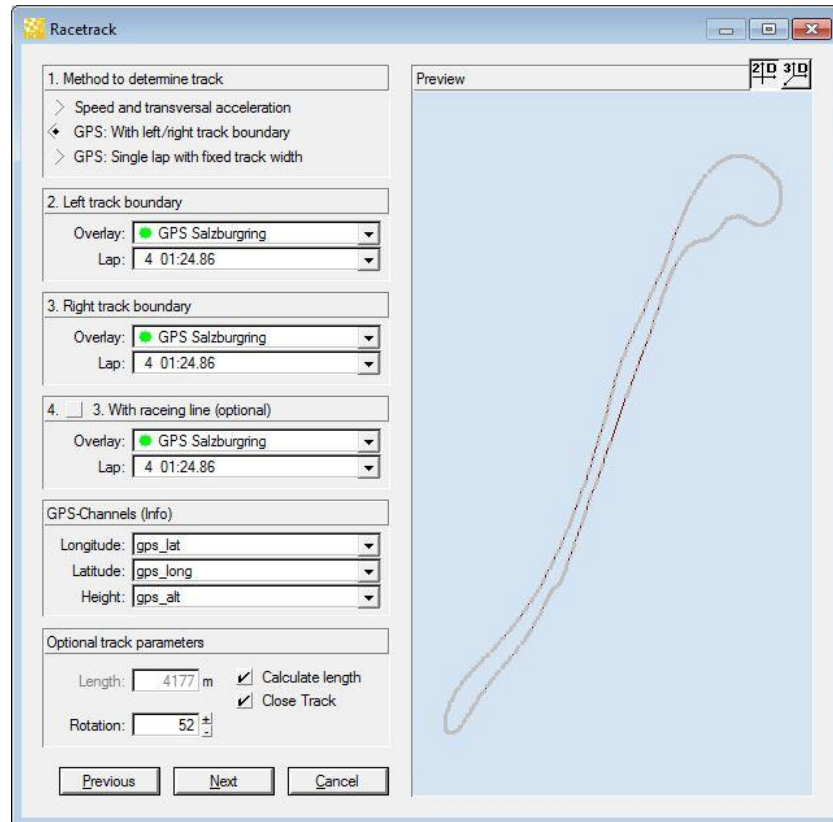 Racetrack
1. Method to determine track
Speed and transversal acceleration
GPS: With left/right track boundary
GPS: Single lap with fixed track width
2. Left track boundary
Overlay: GPS Salzburgring
Lap: 4 01:24.86
3. Right track boundary
Overlay: GPS Salzburgring
Lap: 4 01:24.86
4. 3. With raceing line (optional)
Overlay: GPS Salzburgring
Lap: 4 01:24.86
GPS-Channels (Info)
Longitude: gps_lat
Latitude: gps_long
Height: gps_alt
Optional track parameters
Length: 4177 m Calculate length
Close Track
Rotation: 52 + -
Previous Next Cancel
Preview 2D 3D